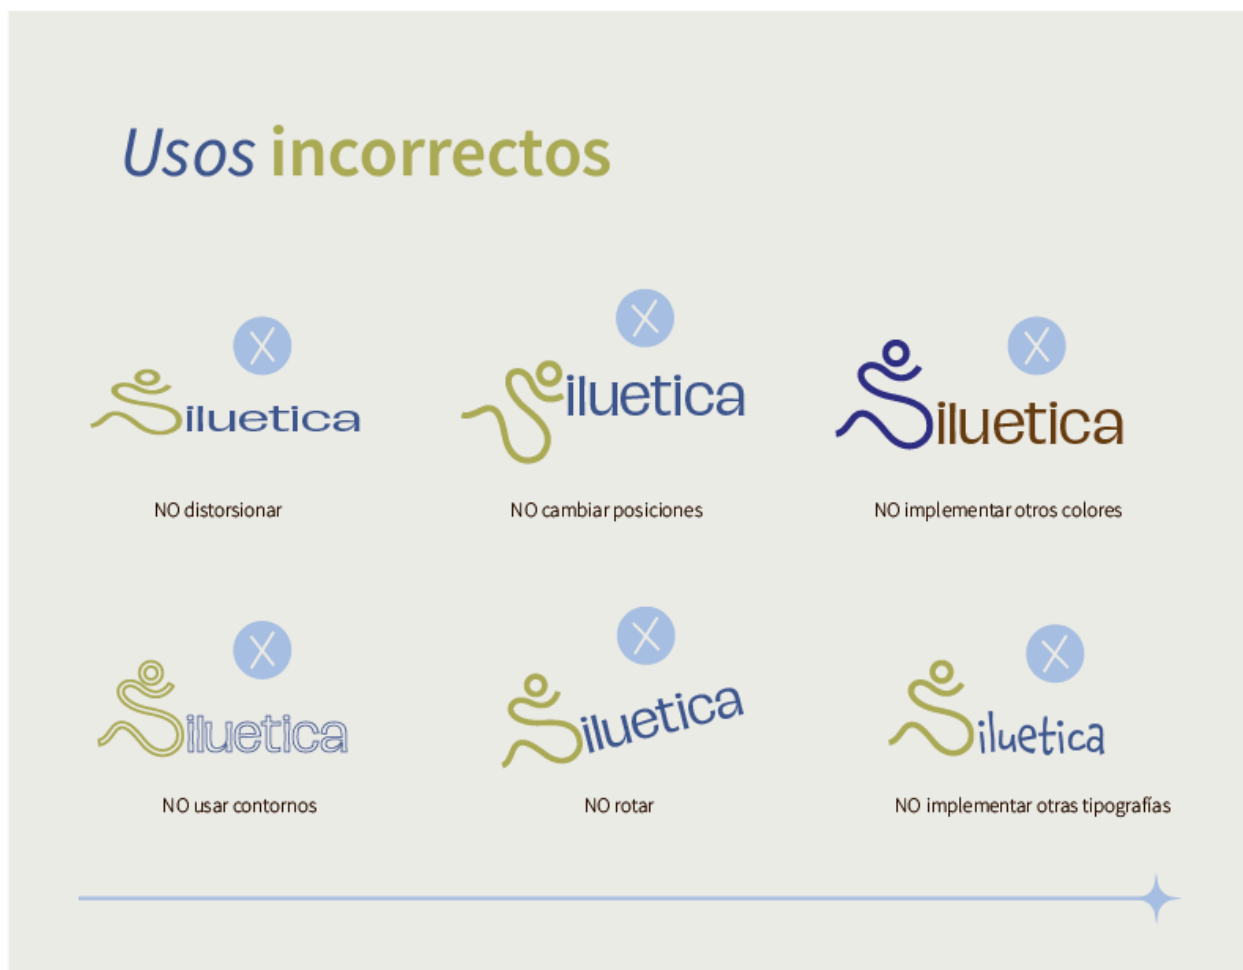 Usos incorrectos
Siluetica
Siluetica
Siluetica
NO distorsionar
NO cambiar posiciones
NO implementar otros colores
Siluetica
Siluetica
Siluetica
NO usar contornos
NO rotar
NO implementar otras tipografías